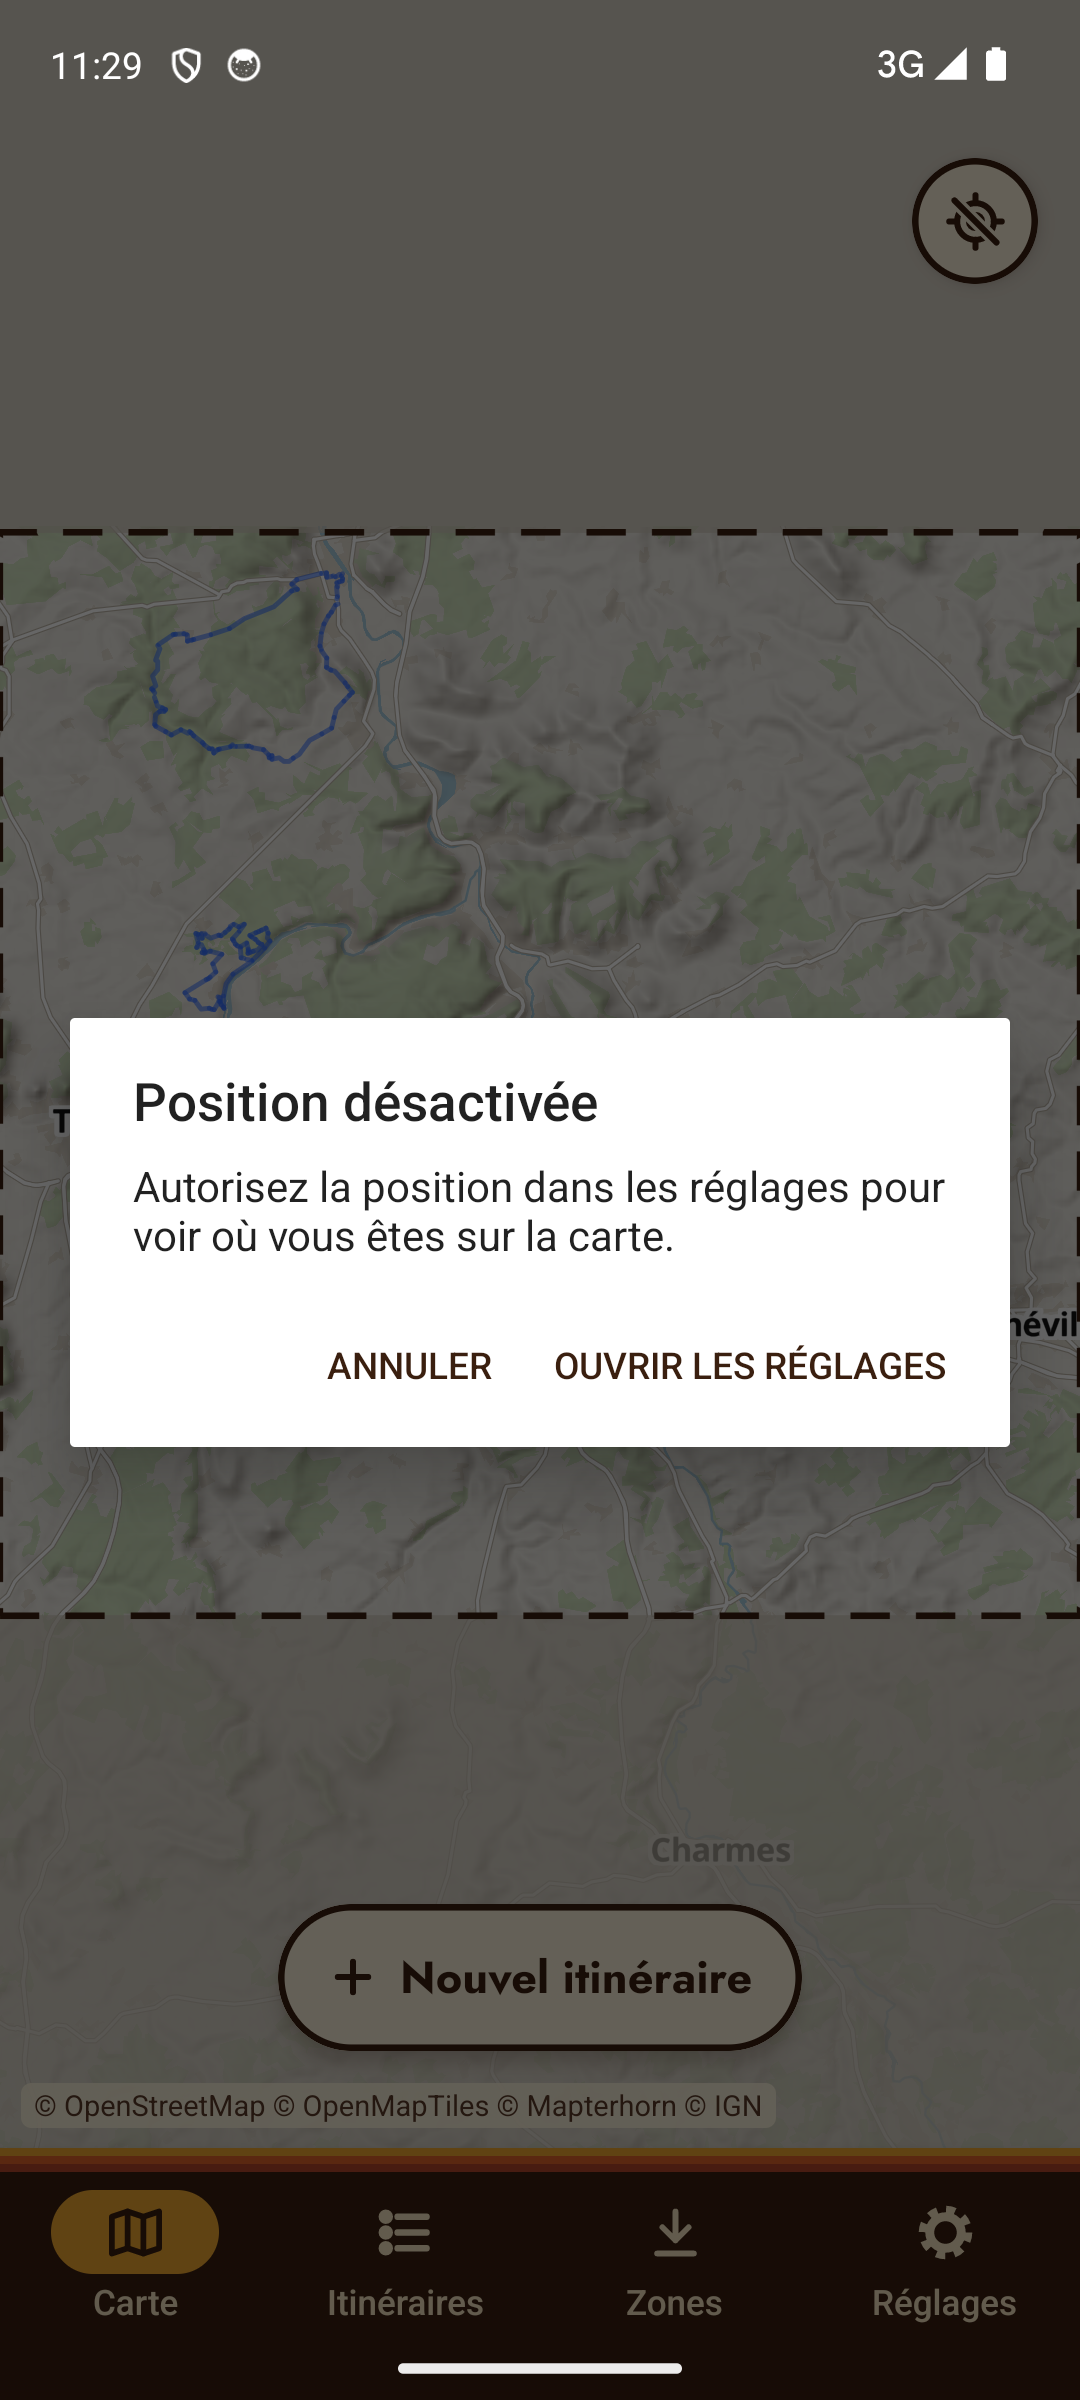 11:29
3G
T
Position désactivée
Autorisez la position dans les réglages pour
voir où vous êtes sur la carte.
névil
ANNULER
OUVRIR LES RÉGLAGES
Charmes
+ Nouvel itinéraire
© OpenStreetMap © OpenMapTiles © Mapterhorn © IGN
Carte
Itinéraires
Zones
Réglages